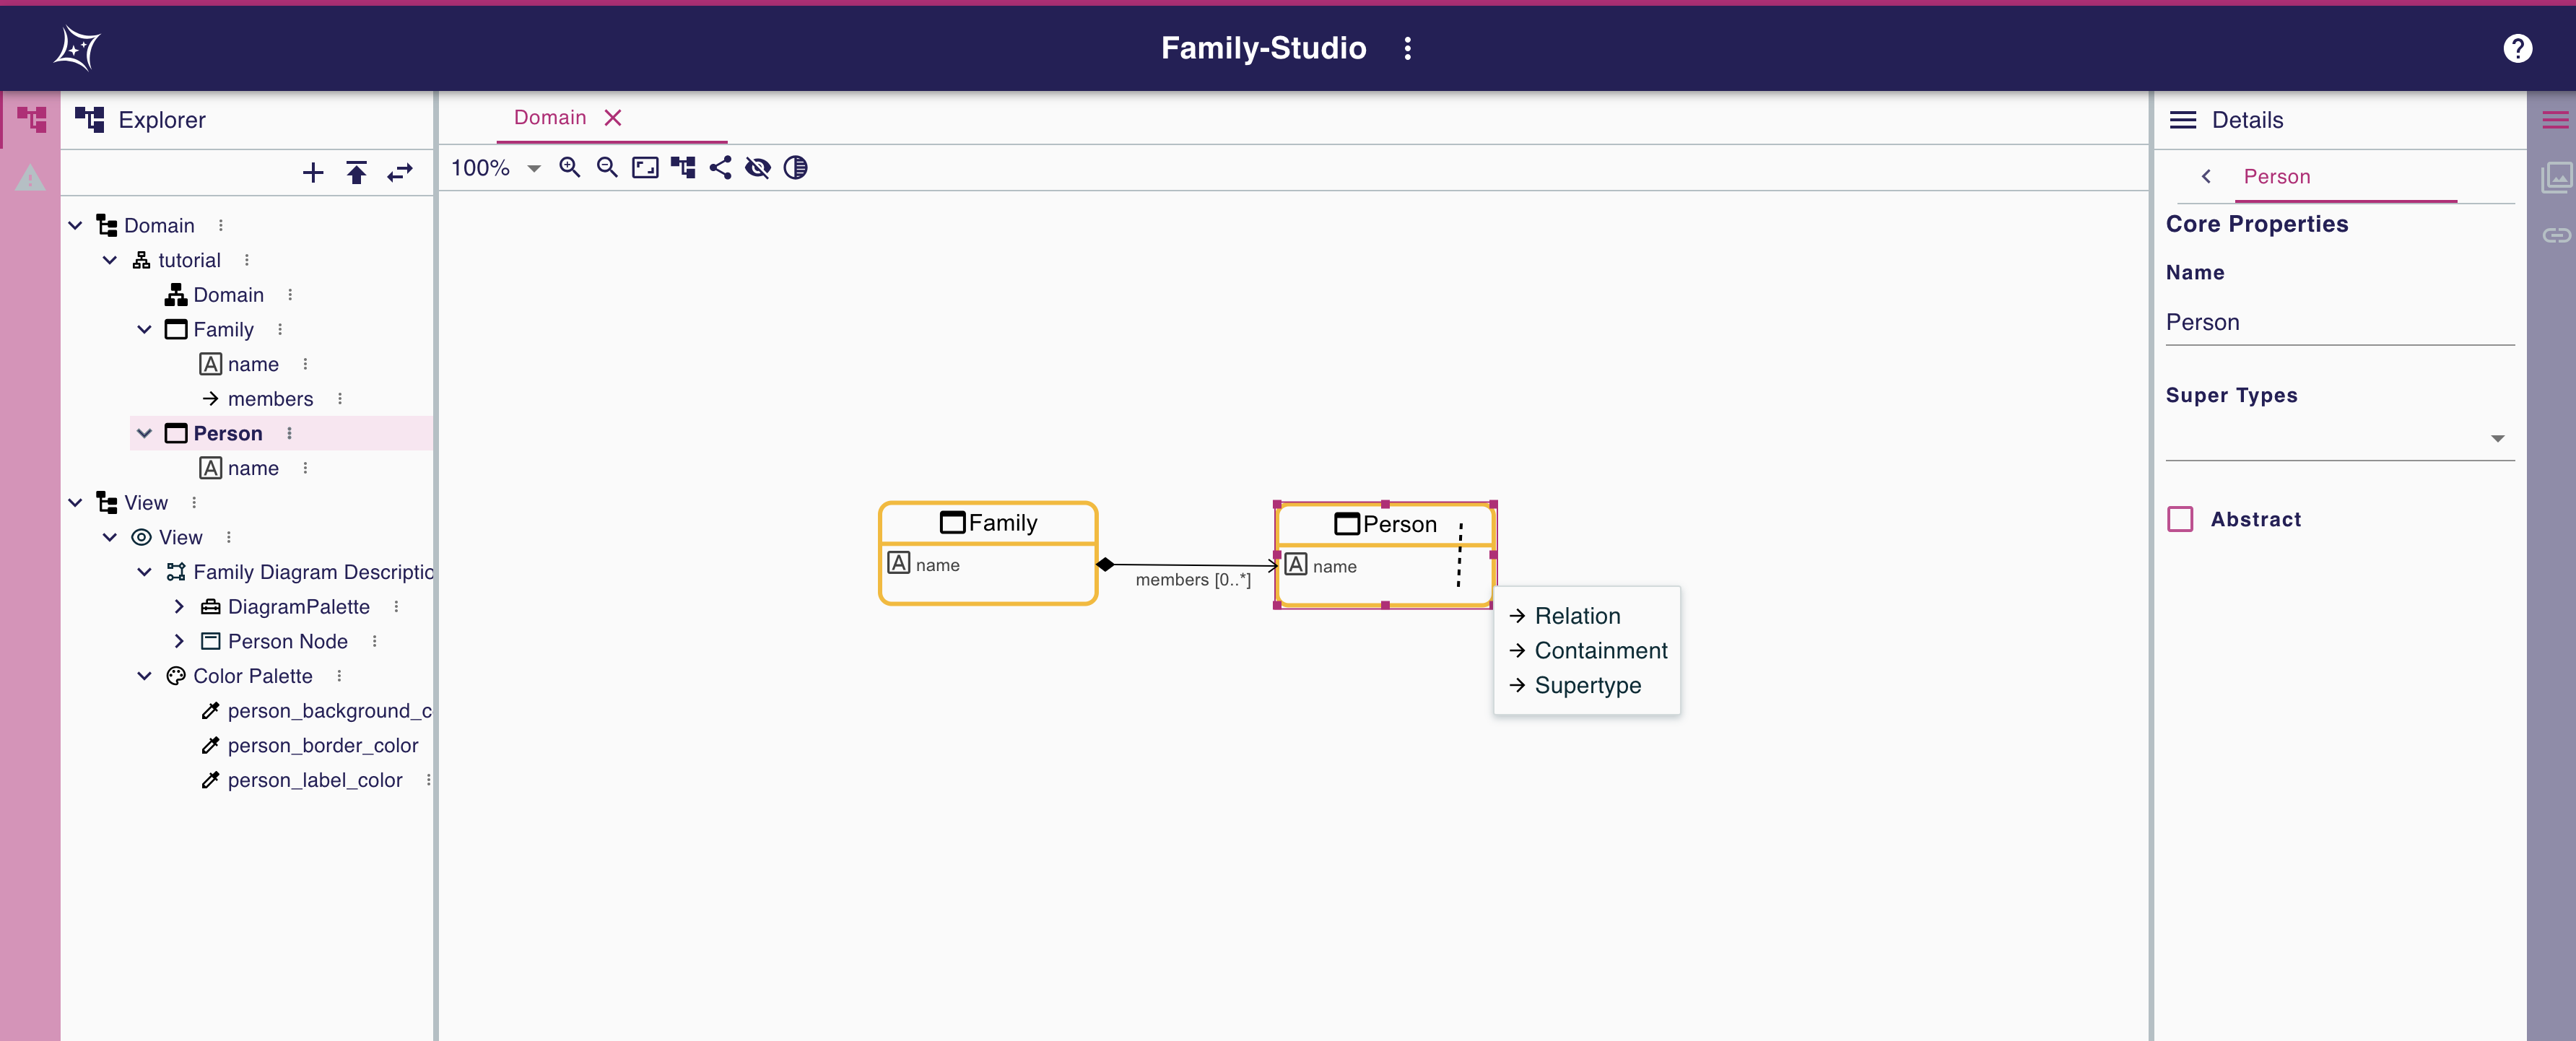 Family-Studio
Explorer
Domain
tutorial
Domain
Family
A name
members
Person
A name
View
View
Family Diagram Descriptio
DiagramPalette
Person Node
Color Palette
person_background_c
person_border_color
person_label_color
Domain
100%
Family
A name
members [0..*]
Person
A name
Relation
Containment
Supertype
Details
Person
Core Properties
Name
Person
Super Types
Abstract